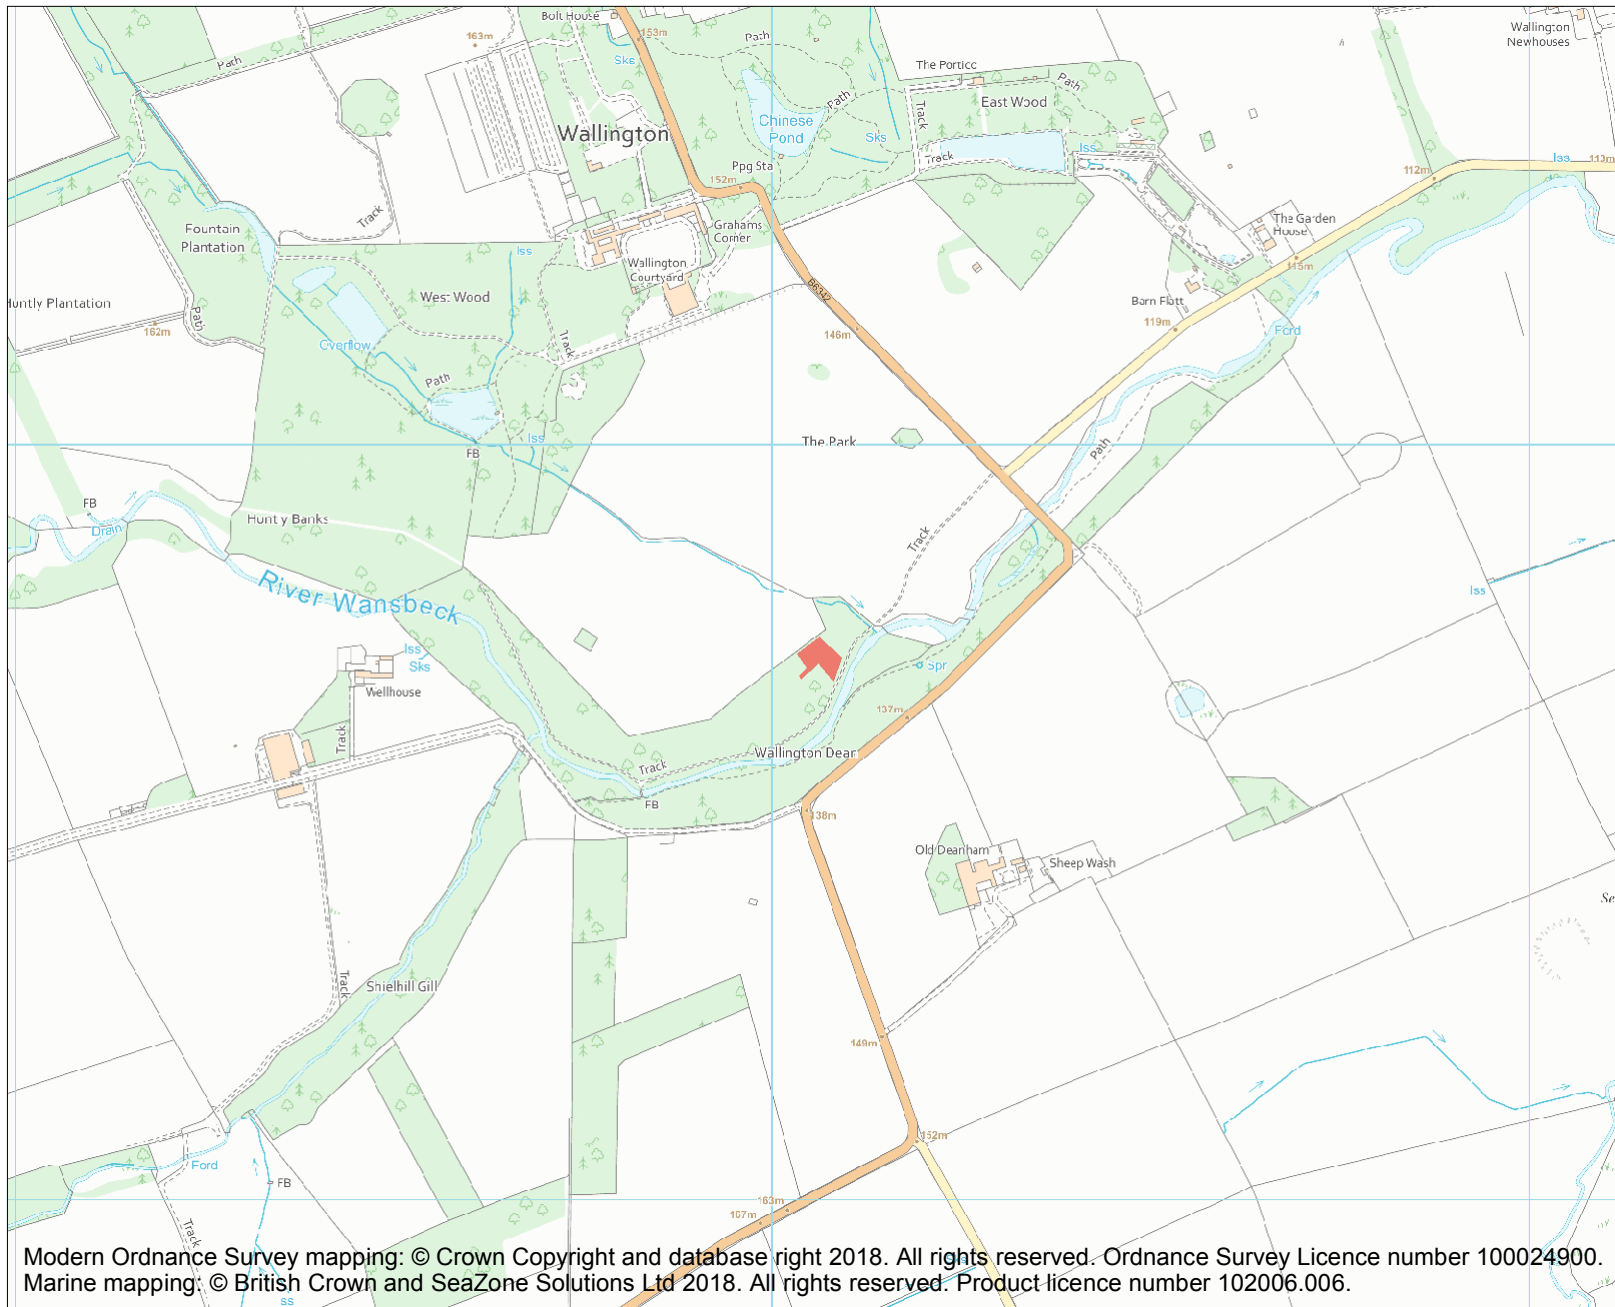 Bolt House
153m
163m
Path
Sks
Path
The Portico
Path
Wallington
Newhouses
East Wood
Track
Path
Chinese
Pond
Sks
Wallington
Ppg Sta
Track
Iss
Iss
112m
152m
Fountain
Plantation
Track
Grahams
Corner
The Garden
House
Iss
Wallington
Courtyard
115m
Huntly Plantation
West Wood
B6342
Barn Flatt
Path
162m
119m
Ford
146m
Overflow
Track
Path
The Park
Iss
FB
Path
FB
Drain
Huntly Banks
Track
River Wansbeck
Iss
Iss
Sks
Spr
Wellhouse
137m
Track
Wallington Dean
Track
FB
138m
Old Deanham
Sheep Wash
Shielhill Gill
Track
149m
152m
Ford
FB
163m
Track
Modern Ordnance Survey mapping: © Crown Copyright and database right 2018. All rights reserved. Ordnance Survey Licence number 100024900.
Marine mapping: © British Crown and SeaZone Solutions Ltd 2018. All rights reserved. Product licence number 102006.006.